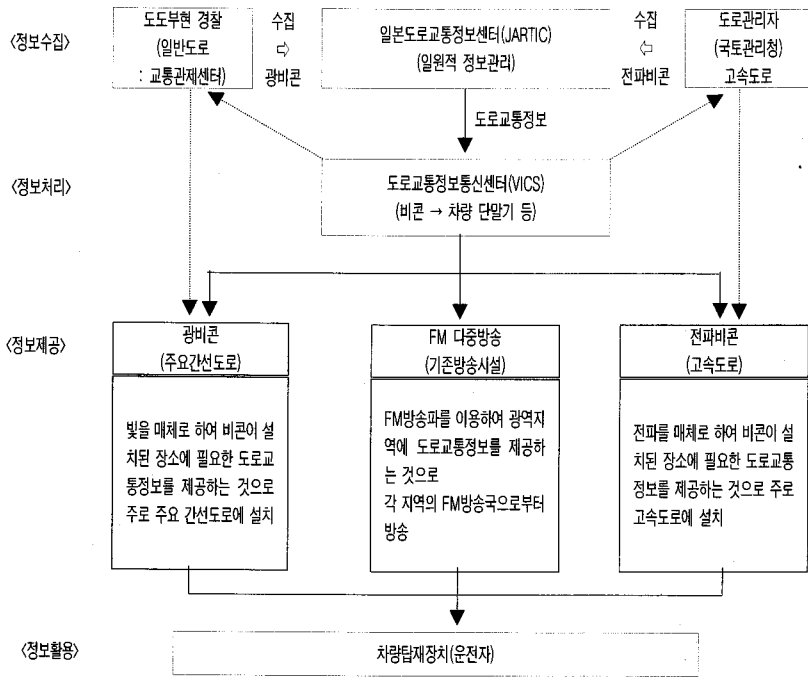 〈정보수집〉
도도부현 경찰
(일반도로
: 교통관제센터)
수집
⇨
광비콘
일본도로교통정보센터(JARTIC)
(일원적 정보관리)
수집
⇦
전파비콘
도로관리자
(국토관리청)
고속도로
도로교통정보
〈정보처리〉
도로교통정보통신센터(VICS)
(비콘 → 차량 단말기 등)
〈정보제공〉
광비콘
(주요간선도로)
빛을 매체로 하여 비콘이 설
치된 장소에 필요한 도로교
통정보를 제공하는 것으로
주로 주요 간선도로에 설치
FM 다중방송
(기존방송시설)
FM방송파를 이용하여 광역지
역에 도로교통정보를 제공하
는 것으로
각 지역의 FM방송국으로부터
방송
전파비콘
(고속도로)
전파를 매체로 하여 비콘이 설
치된 장소에 필요한 도로교통
정보를 제공하는 것으로 주로
고속도로에 설치
〈정보활용〉
차량탑재장치(운전자)